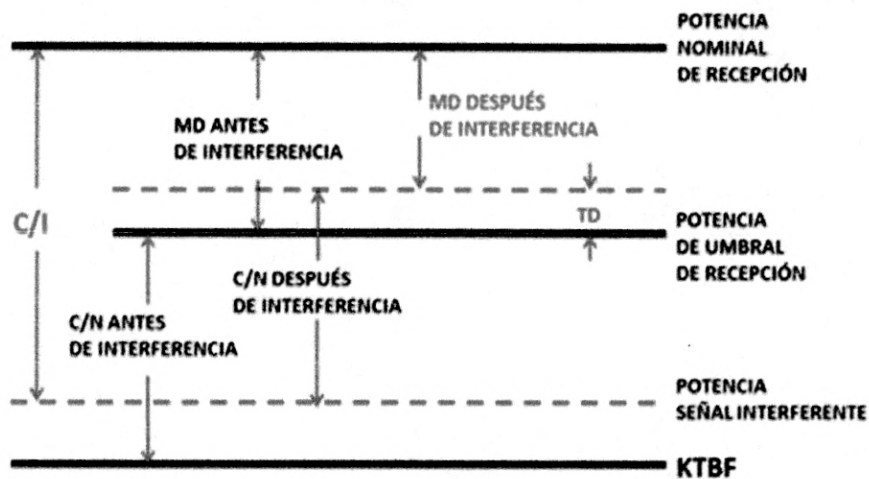 POTENCIA
NOMINAL
DE RECEPCIÓN
MD DESPUÉS
DE INTERFERENCIA
MD ANTES
DE INTERFERENCIA
C/I
TD
POTENCIA
DE UMBRAL
DE RECEPCIÓN
C/N DESPUÉS
DE INTERFERENCIA
C/N ANTES
DE INTERFERENCIA
POTENCIA
SEÑAL INTERFERENTE
KTBF